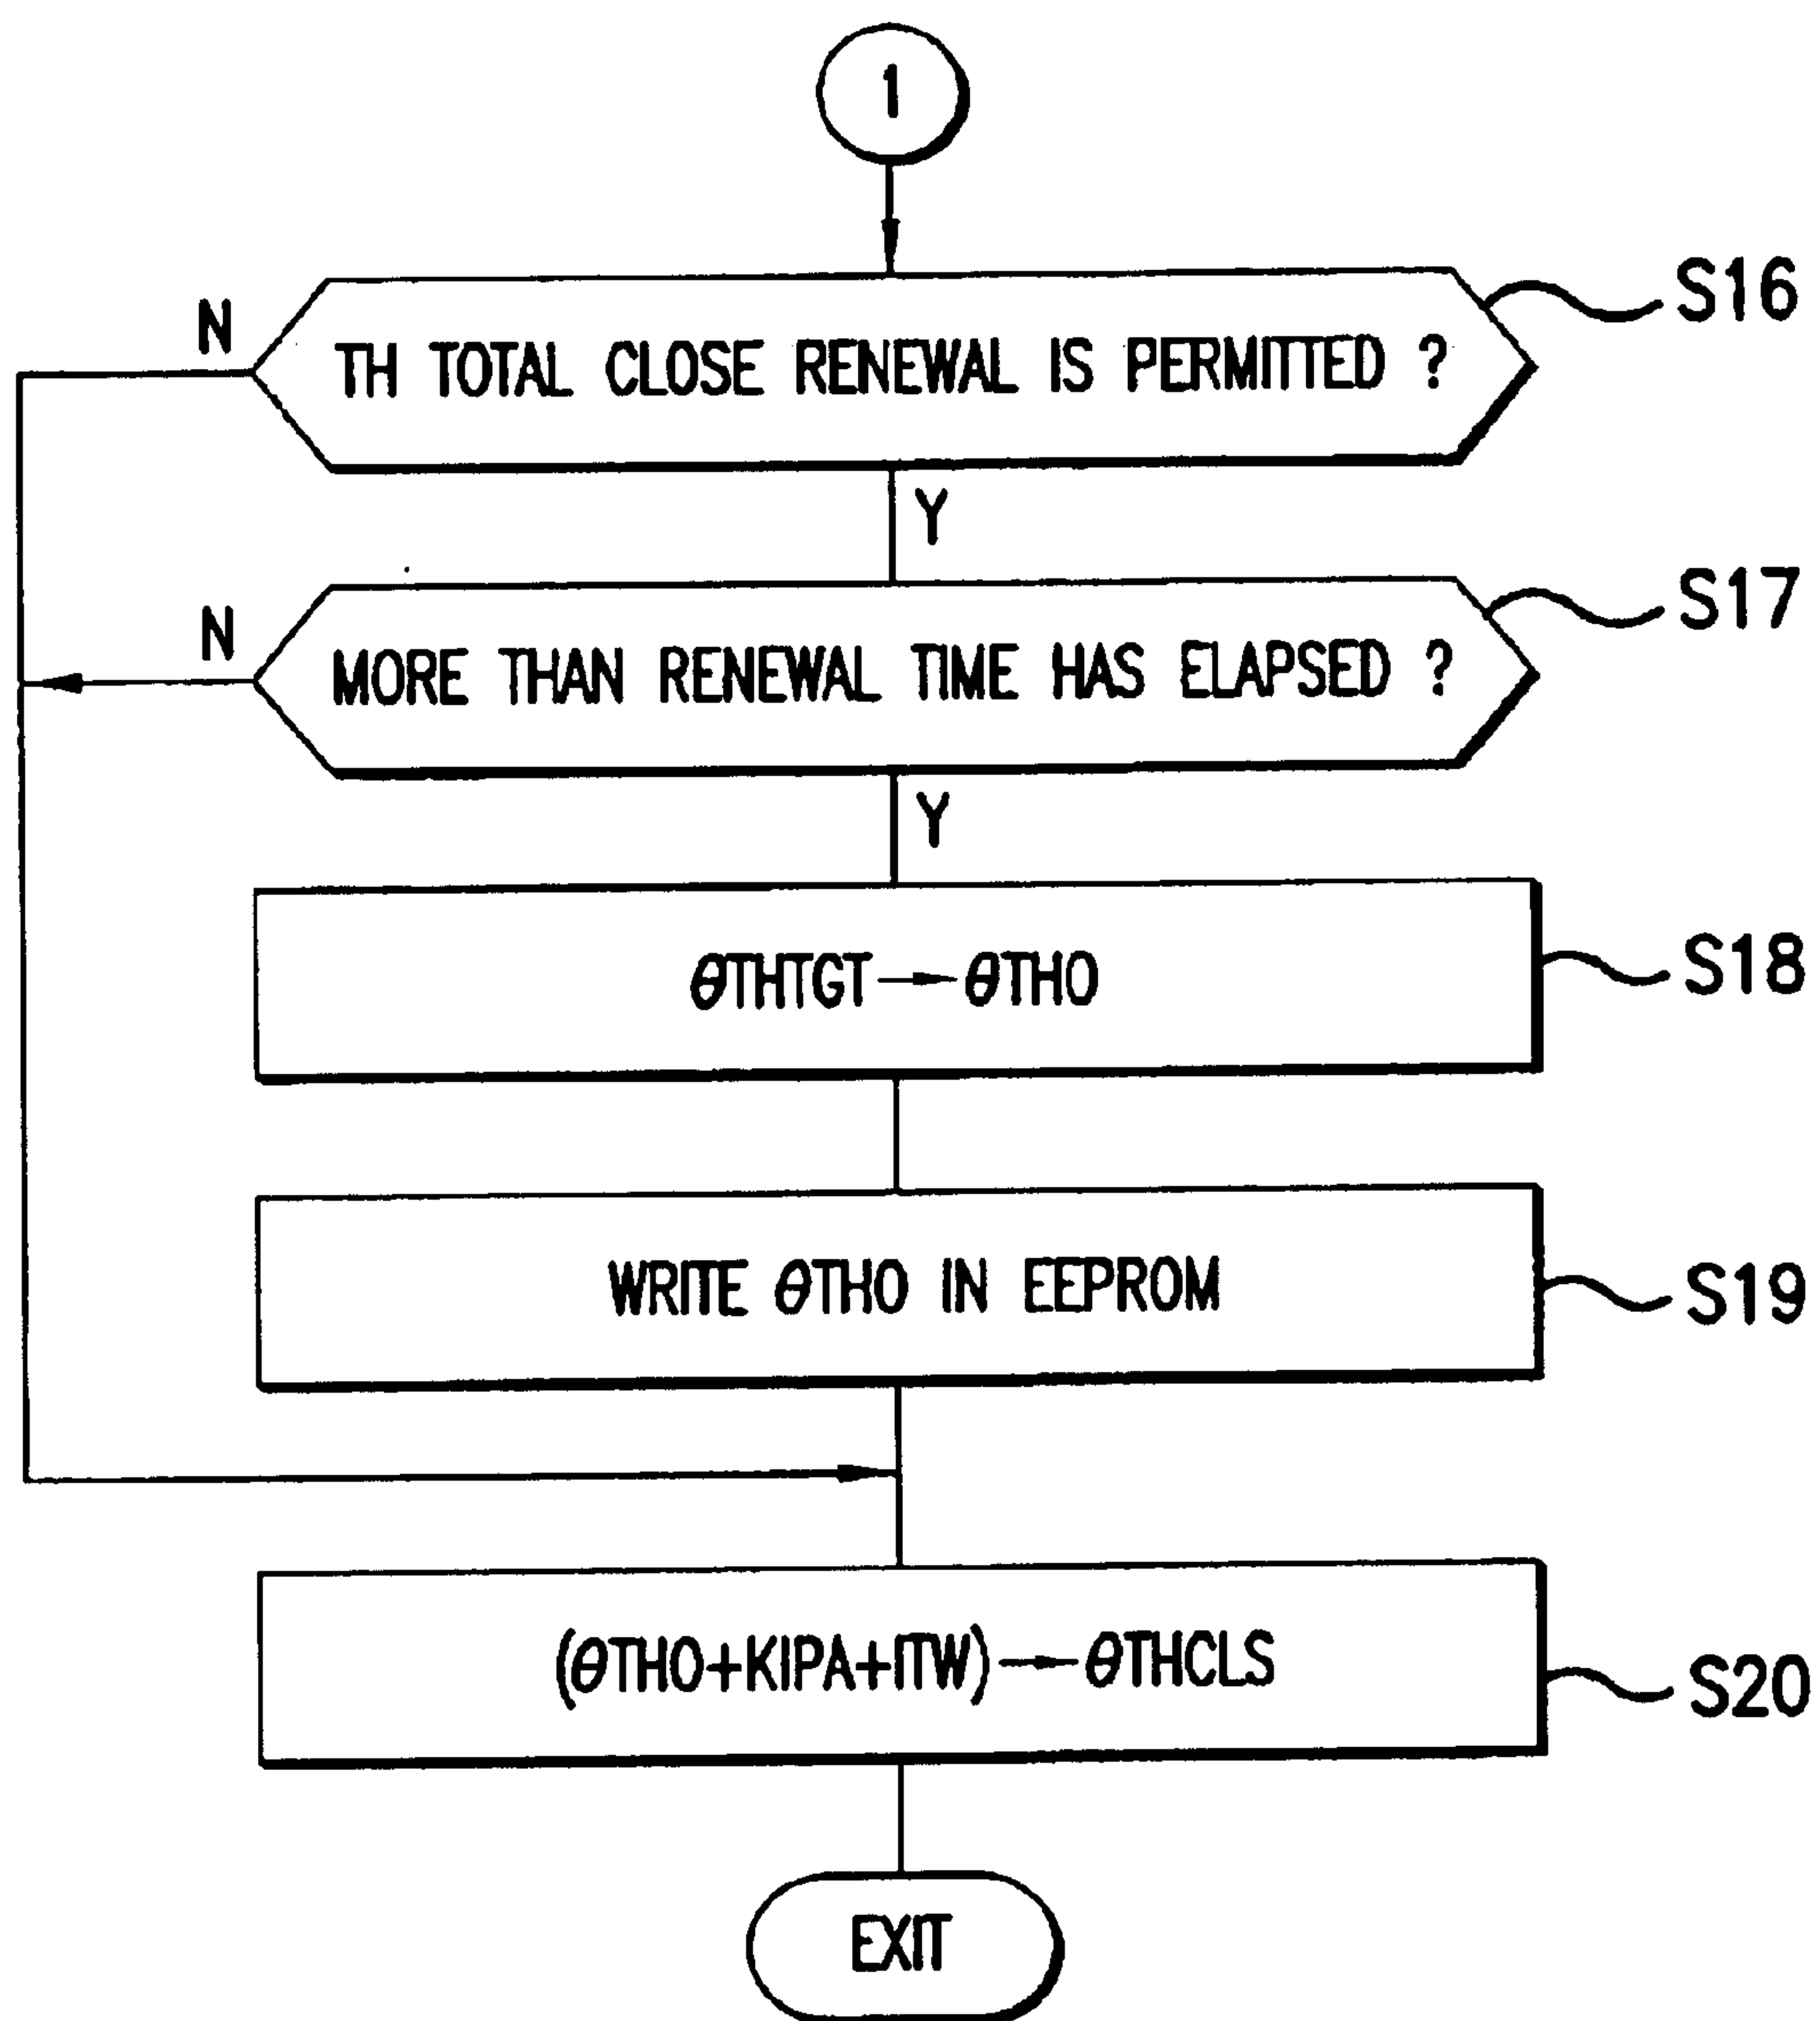 1
S16
N
TH TOTAL CLOSE RENEWAL IS PERMITTED ?
Y
S17
N
MORE THAN RENEWAL TIME HAS ELAPSED ?
Y
S18
θTHTGT→θTHO
S19
WRITE θTHO IN EEPROM
S20
(θTHO+KIPA+ITW)→θTHCLS
EXIT